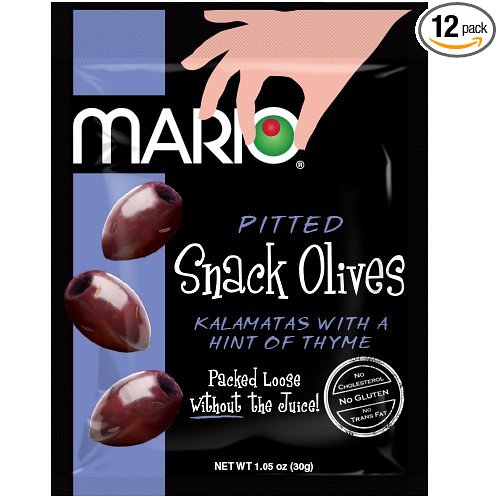 12 pack
MARIO®
PITTED
Snack Olives
KALAMATAS WITH A
HINT OF THYME
Packed Loose
Without the Juice!
No
Cholesterol
No Gluten
No
Trans Fat
NET WT 1.05 oz (30g)